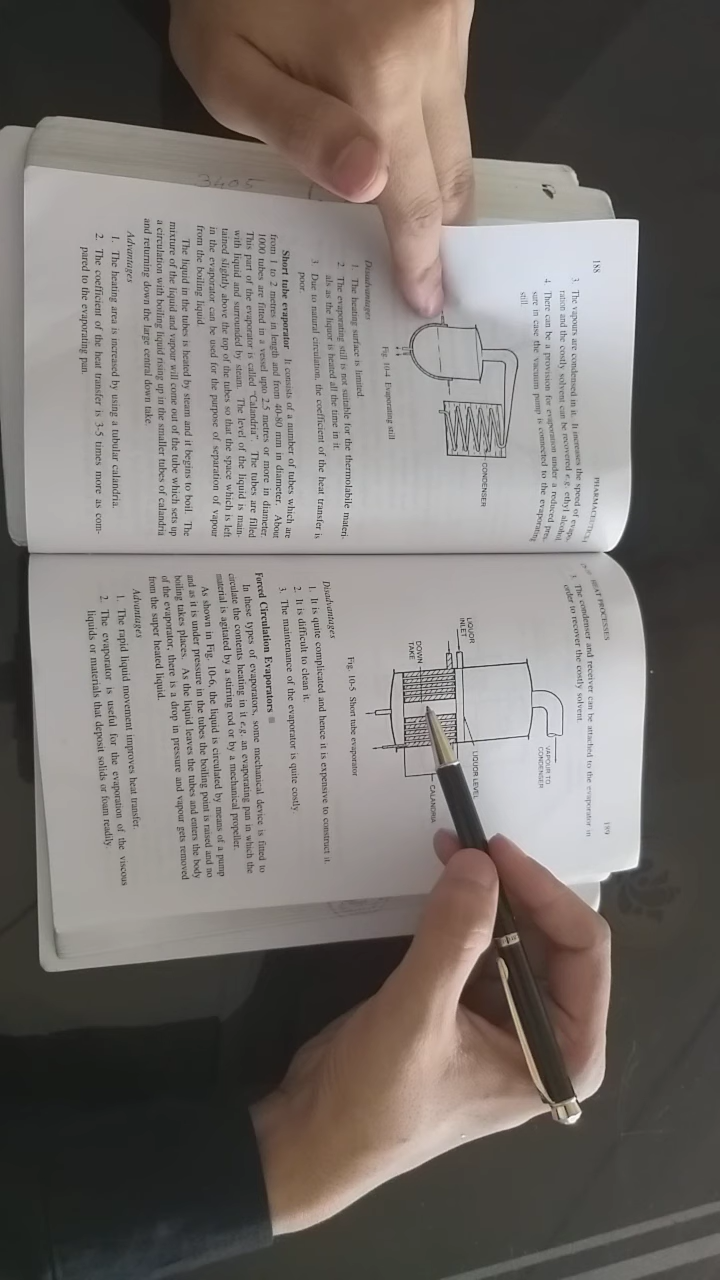 188
PHARMACEUTICS
3. The vapours are condensed in it. It increases the speed of evapo-
ration and the costly solvent can be recovered e.g. ethyl alcohol
4. There can be a provision for evaporation under a reduced pres-
sure in case the vacuum pump is connected to the evaporating
still
CONDENSER
Fig. 10-4 Evaporating still
Disadvantages
1. The heating surface is limited.
2. The evaporating still is not suitable for the thermolabile materi-
als as the liquor is heated all the time in it.
3 Due to natural circulation, the coefficient of the heat transfer is
poor.
Short tube evaporator It consists of a number of tubes which are
from 1 to 2 metres in length and from 40-80 mm in diameter. About
1000 tubes are fitted in a vessel upto 2.5 metres or more in diameter.
This part of the evaporator is called "Calandria". The tubes are filled
with liquid and surrounded by steam. The level of the liquid is main-
tained slightly above the top of the tubes so that the space which is left
in the evaporator can be used for the purpose of separation of vapour
from the boiling liquid.
The liquid in the tubes is heated by steam and it begins to boil. The
mixture of the liquid and vapour will come out of the tube which sets up
a circulation with boiling liquid rising up in the smaller tubes of calandria
and returning down the large central down take.
Advantages
1. The heating area is increased by using a tubular calandria.
2. The coefficient of the heat transfer is 3-5 times more as com-
pared to the evaporating pan.
3405
HEAT PROCESSES
189
3. The condenser and receiver can be attached to the evaporator in
order to recover the costly solvent
VAPOUR TO
CONDENSER
LIQUOR
INLET
LIQUOR LEVEL
DOWN
TAKE
CALANDRIA
Fig. 10-5 Short tube evaporator
Disadvantages
1. It is quite complicated and hence it is expensive to construct it.
2. It is difficult to clean it.
3. The maintenance of the evaporator is quite costly.
Forced Circulation Evaporators
In these types of evaporators, some mechanical device is fitted to
circulate the contents heating in it e.g. an evaporating pan in which the
material is agitated by a stirring rod or by a mechanical propeller.
As shown in Fig. 10-6, the liquid is circulated by means of a pump
and as it is under pressure in the tubes the boiling point is raised and no
boiling takes places. As the liquid leaves the tubes and enters the body
of the evaporator, there is a drop in pressure and vapour gets removed
from the super heated liquid.
Advantages
1. The rapid liquid movement improves heat transfer.
2. The evaporator is useful for the evaporation of the viscous
liquids or materials that deposit solids or foam readily.